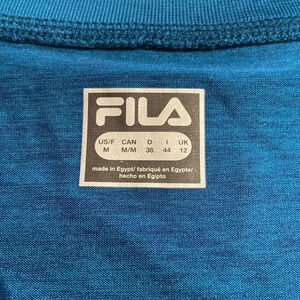 FILA
US/F CAN D I UK
M M/M 38 44 12
made in Egypt/ fabriqué en Egypte/
hecho en Egipto